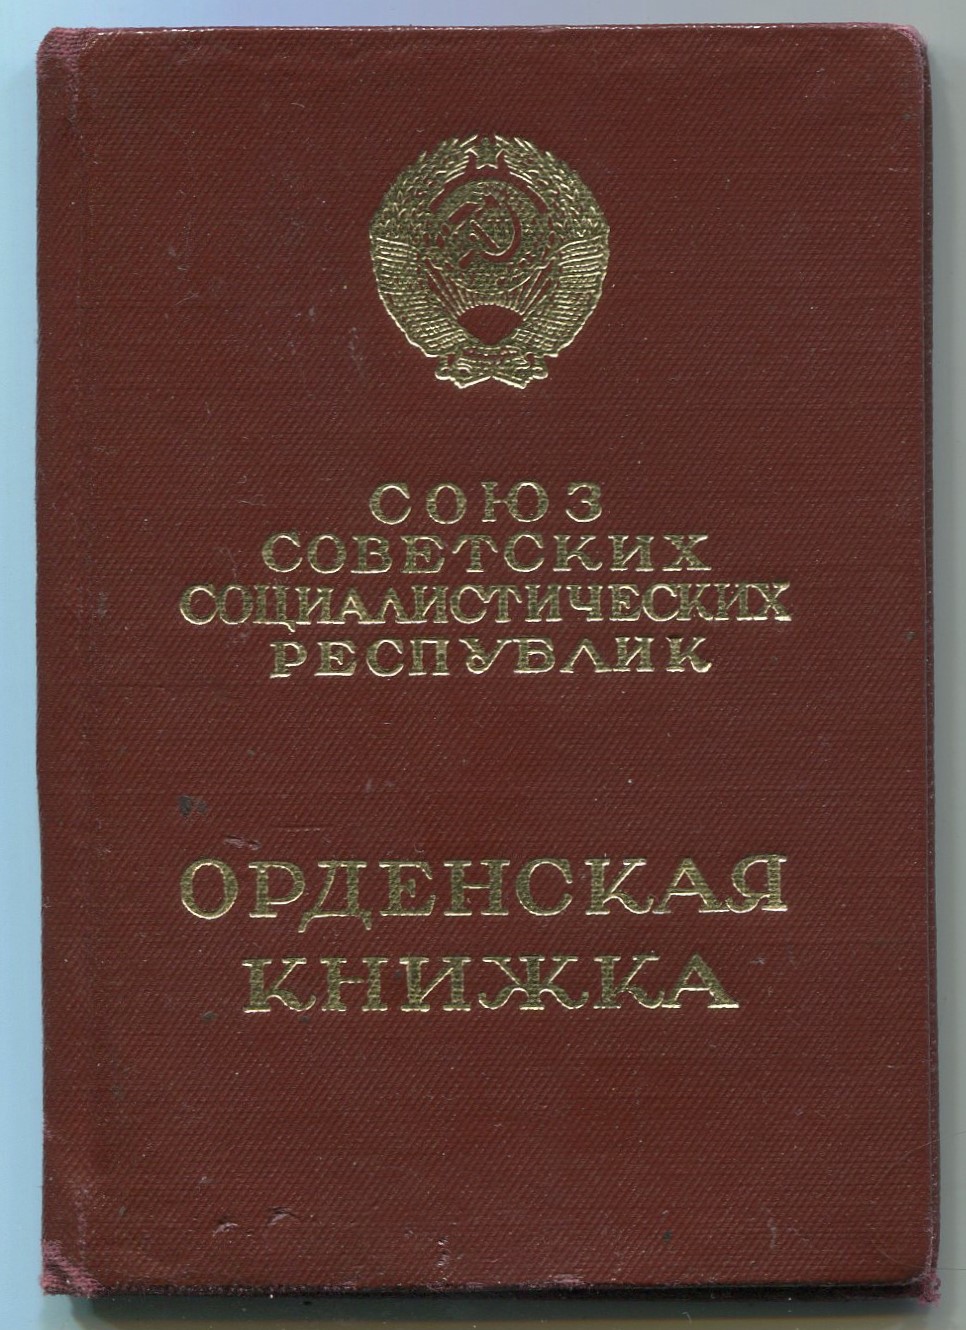 СОЮЗ
СОВЕТСКИХ
СОЦИАЛИСТИЧЕСКИХ
РЕСПУБЛИК
ОРДЕНСКАЯ
КНИЖКА